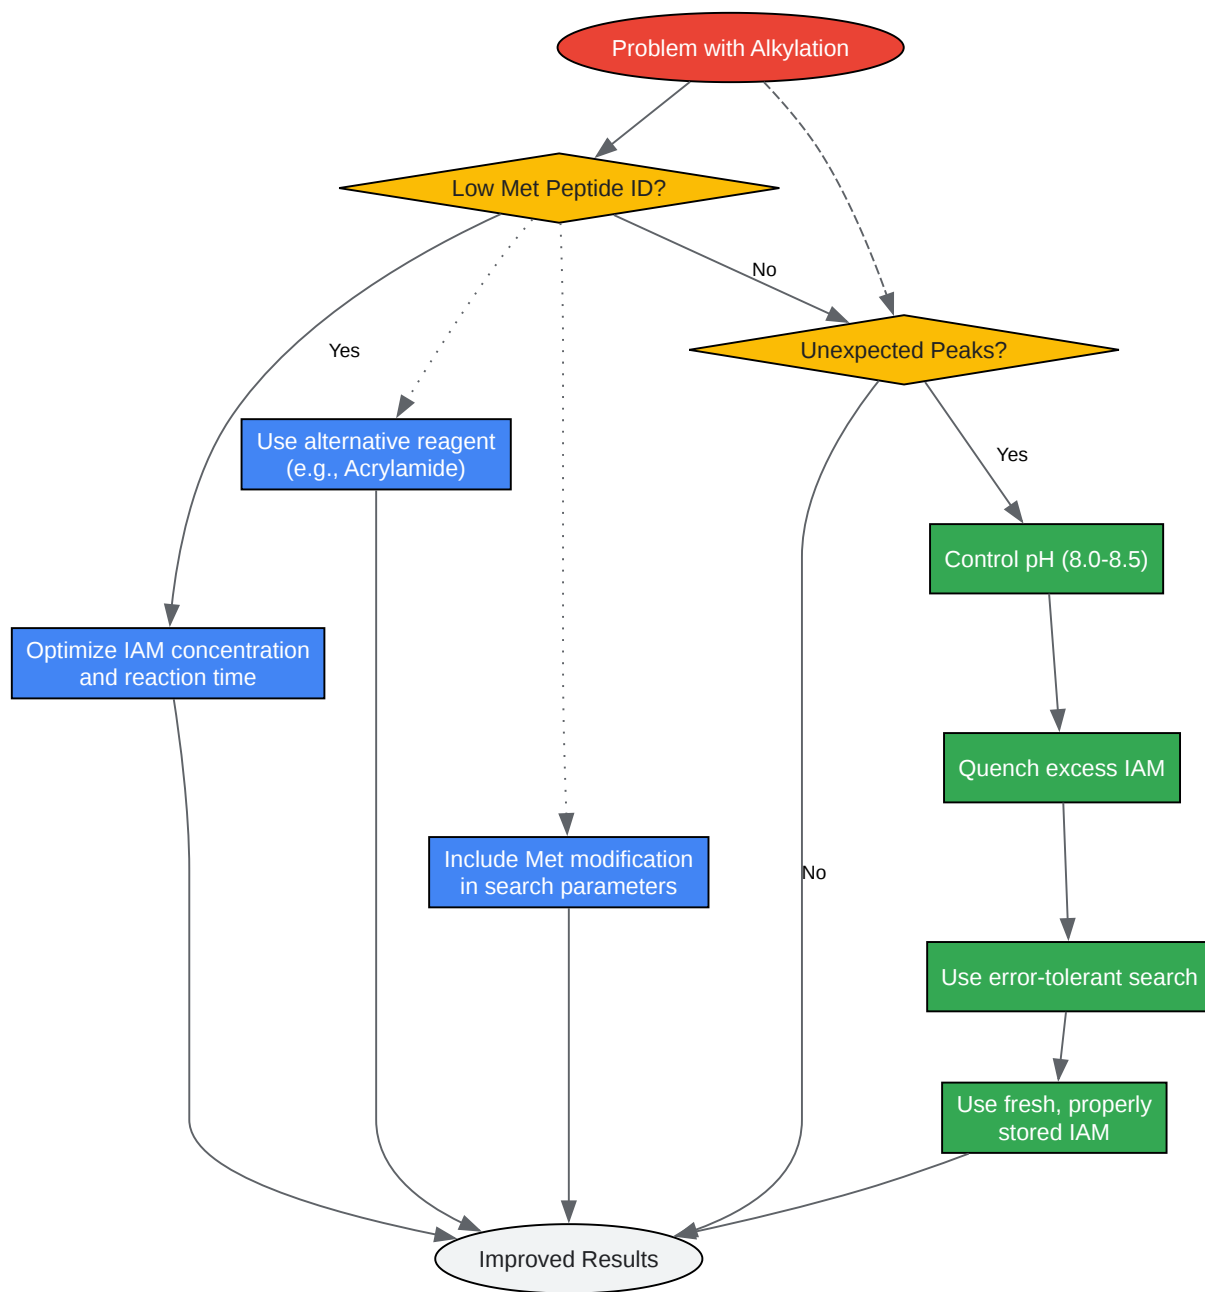 Problem with Alkylation
Low Met Peptide ID?
No
Yes
Unexpected Peaks?
Use alternative reagent
(e.g., Acrylamide)
Yes
Control pH (8.0-8.5)
Optimize IAM concentration
and reaction time
Quench excess IAM
Include Met modification
in search parameters
No
Use error-tolerant search
Use fresh, properly
stored IAM
Improved Results